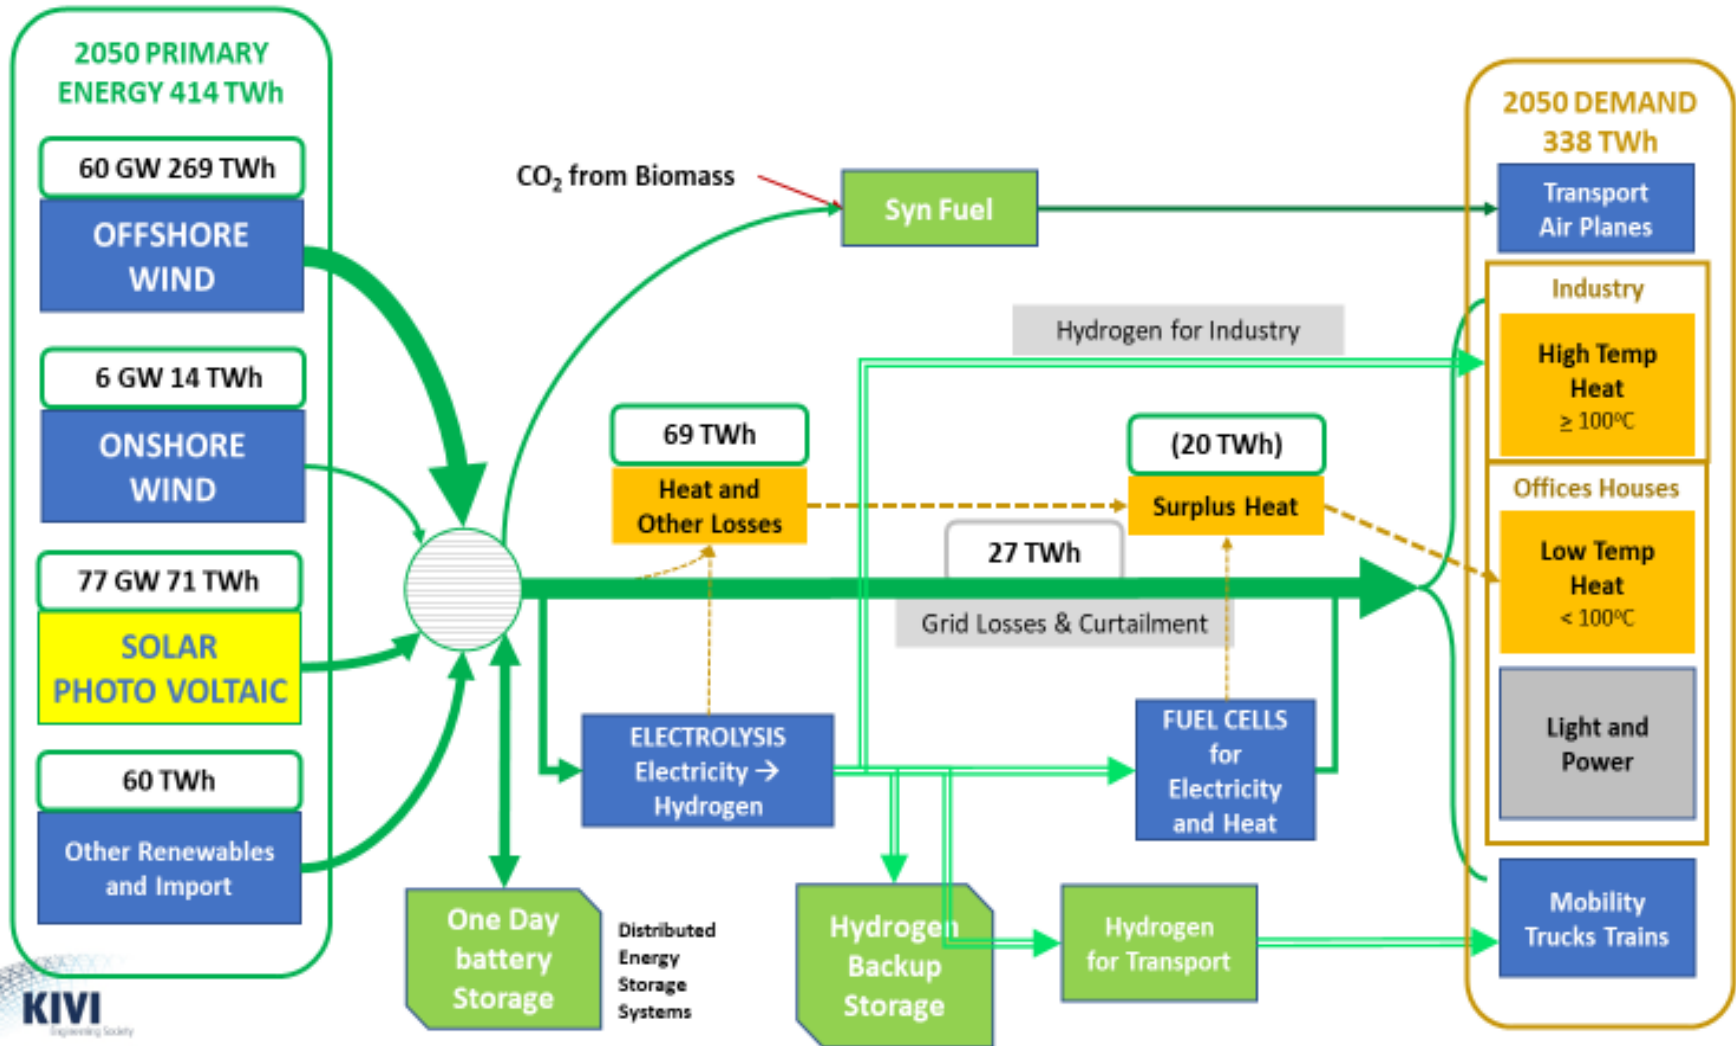 2050 PRIMARY
ENERGY 414 TWh
60 GW 269 TWh
OFFSHORE
WIND
6 GW 14 TWh
ONSHORE
WIND
77 GW 71 TWh
SOLAR
PHOTO VOLTAIC
60 TWh
Other Renewables
and Import
KIVI
Engineering Society
CO₂ from Biomass
Syn Fuel
Hydrogen for Industry
69 TWh
Heat and
Other Losses
(20 TWh)
Surplus Heat
27 TWh
Grid Losses & Curtailment
ELECTROLYSIS
Electricity →
Hydrogen
FUEL CELLS
for
Electricity
and Heat
One Day
battery
Storage
Distributed
Energy
Storage
Systems
Hydrogen
Backup
Storage
Hydrogen
for Transport
2050 DEMAND
338 TWh
Transport
Air Planes
Industry
High Temp
Heat
≥ 100ºC
Offices Houses
Low Temp
Heat
< 100ºC
Light and
Power
Mobility
Trucks Trains